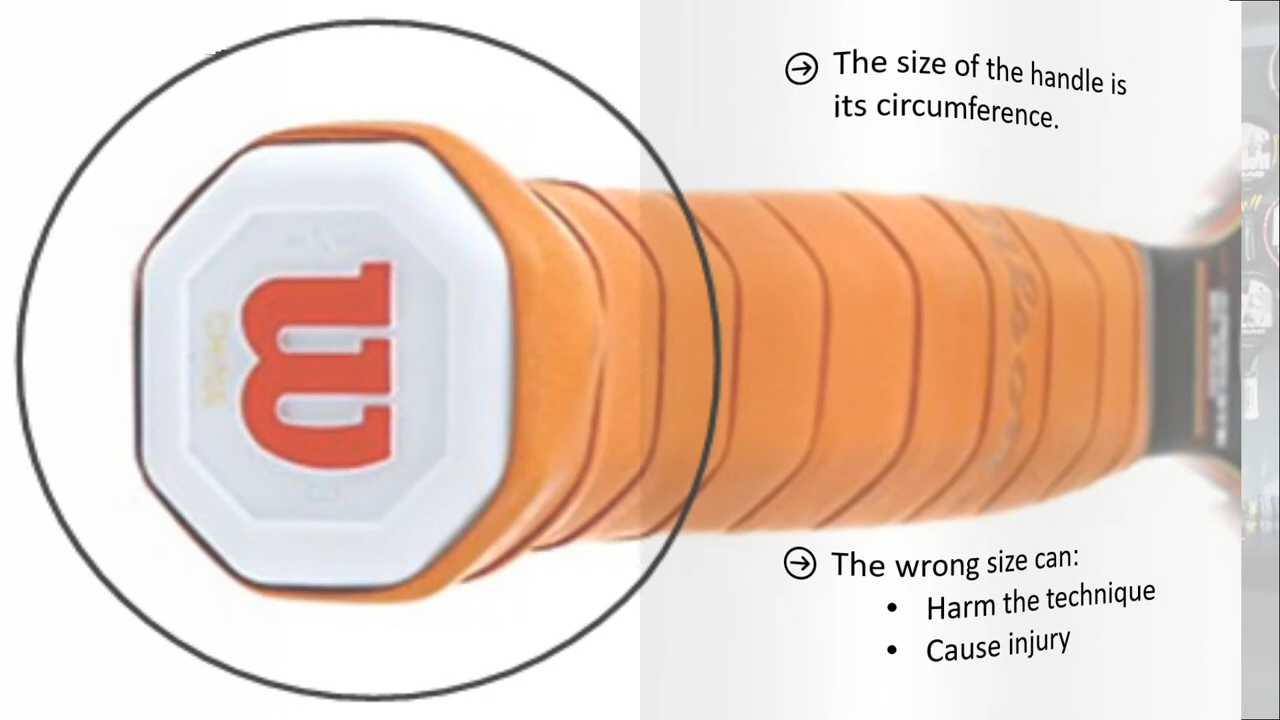 The size of the handle is
its circumference.
W
The wrong size can:
• Harm the technique
• Cause injury